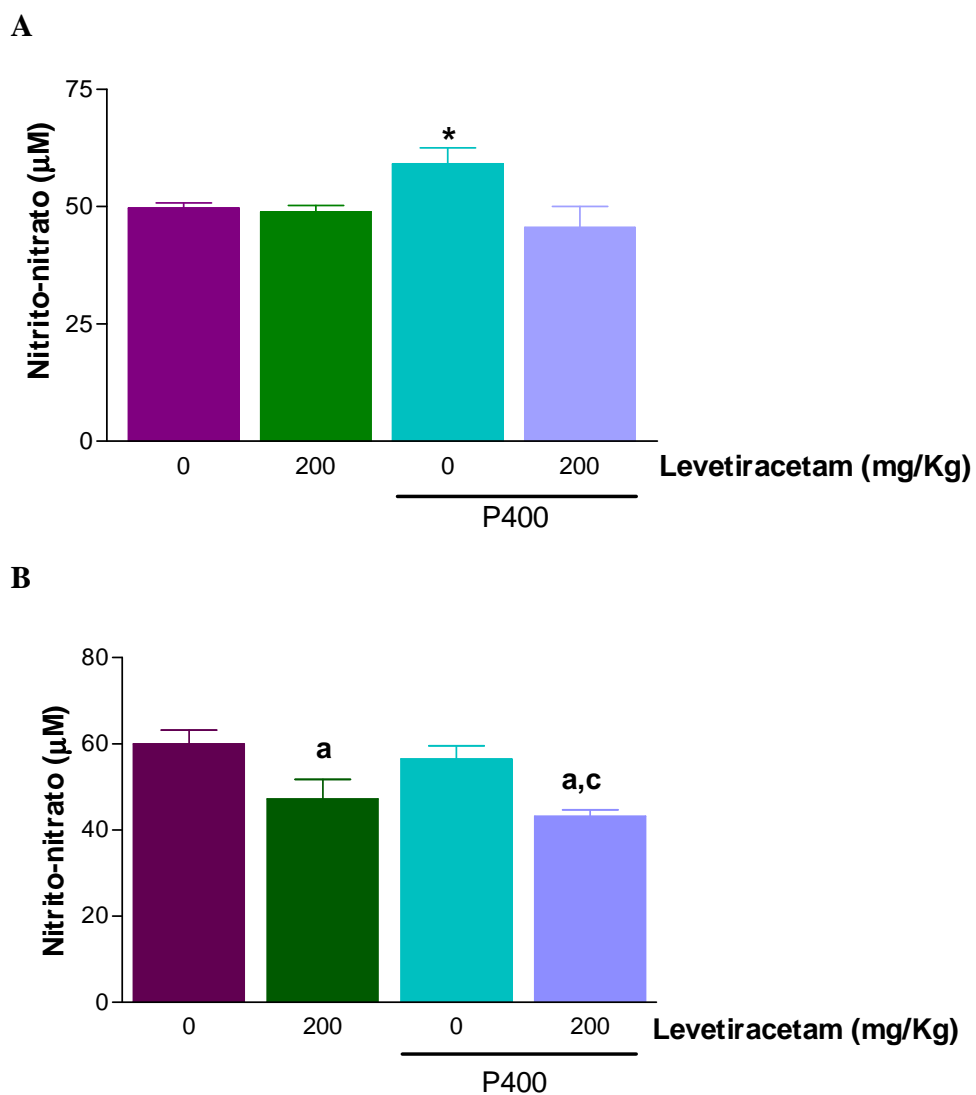 A
Nitrito-nitrato (μM)
75
50
25
0
*
0 200 0 200 Levetiracetam (mg/Kg)
P400
B
Nitrito-nitrato (μM)
80
60
40
20
0
a
a,c
0 200 0 200 Levetiracetam (mg/Kg)
P400